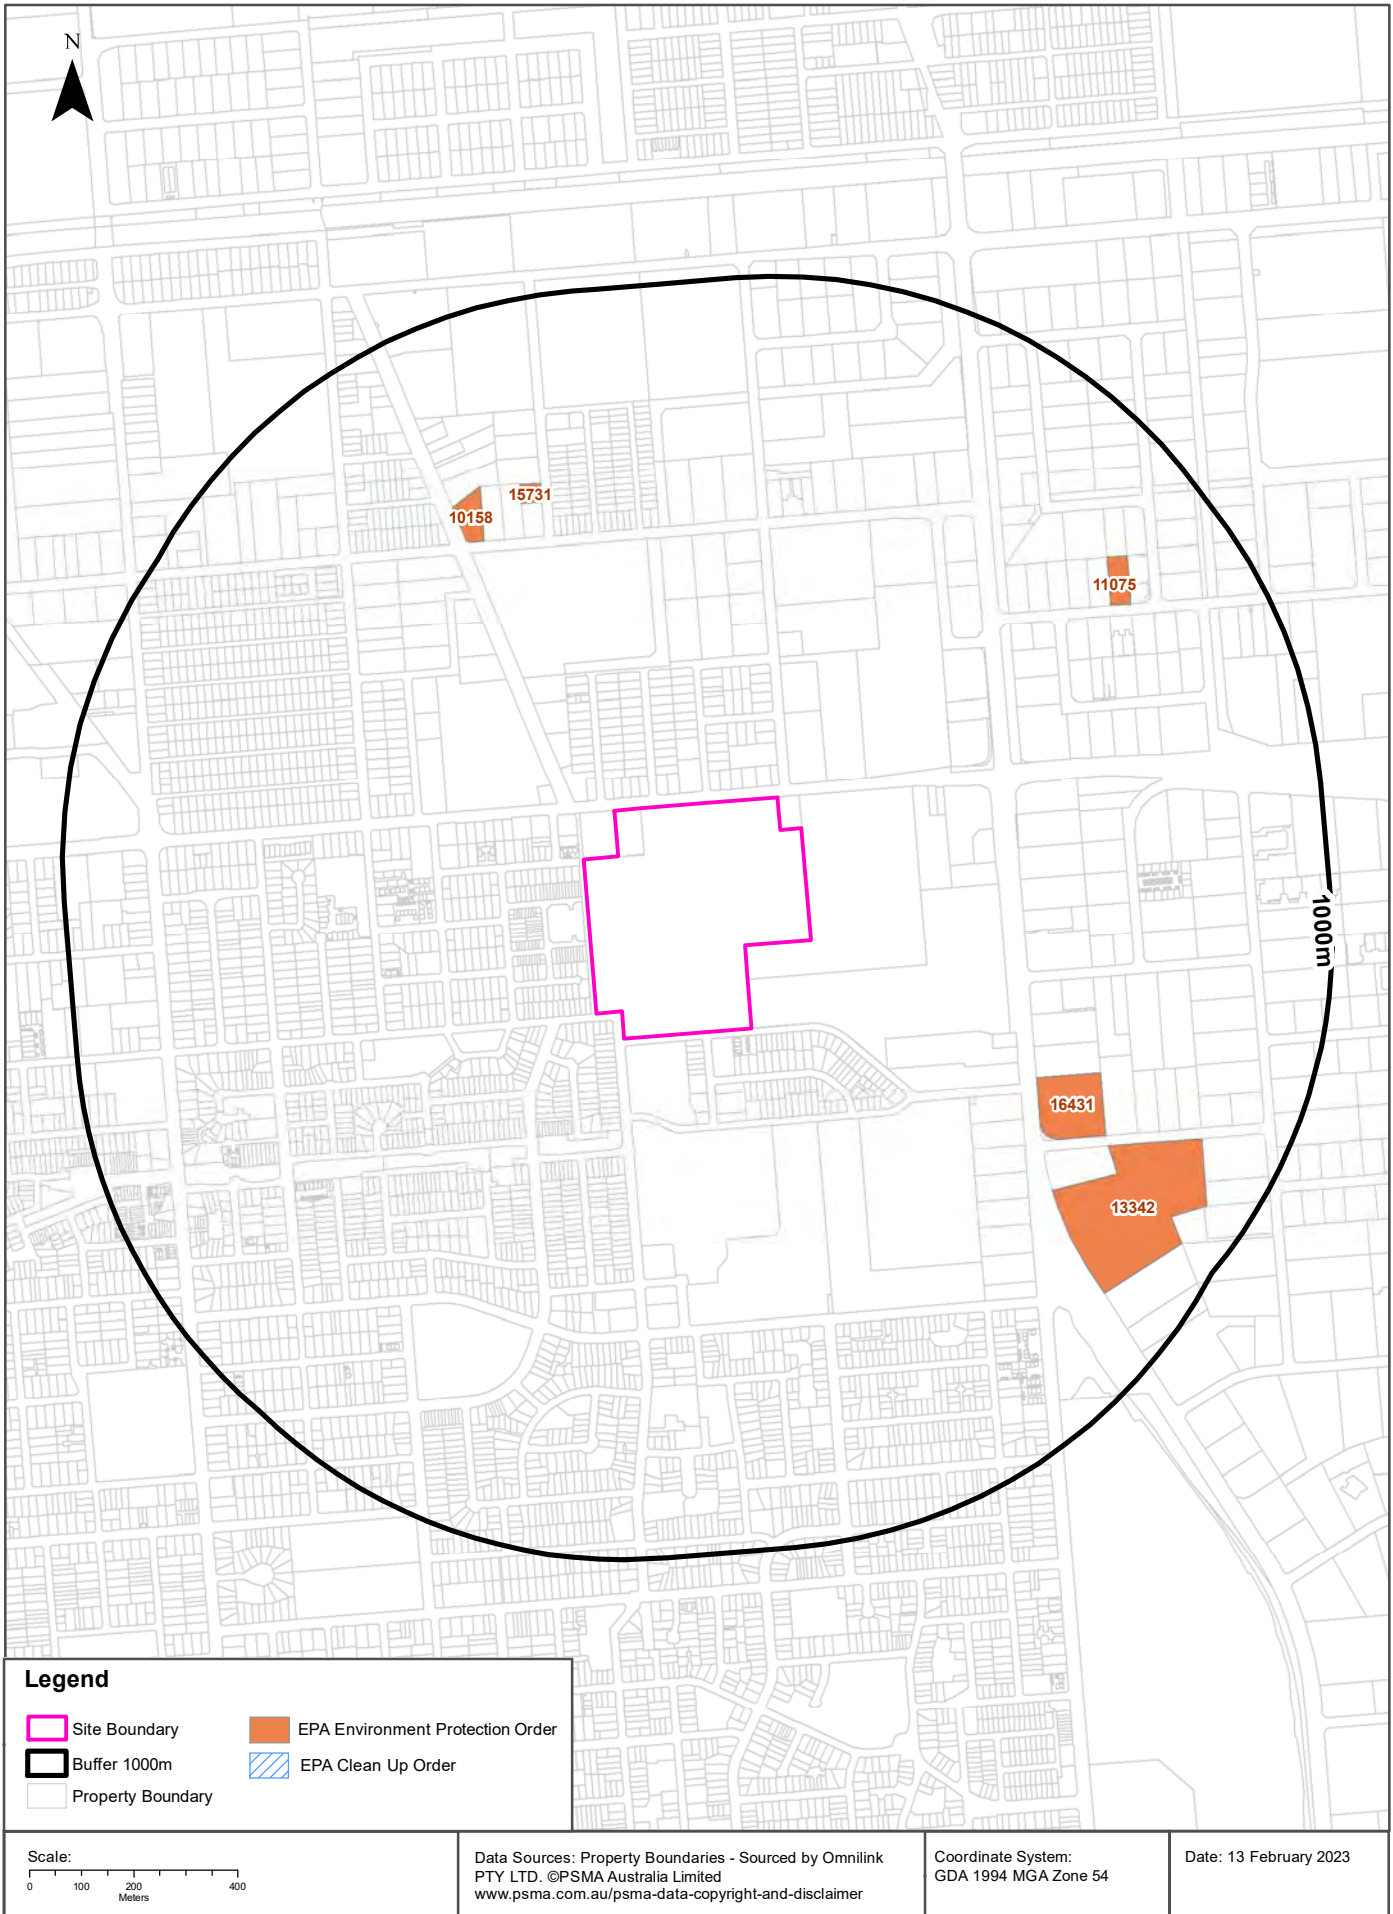 N
15731
10158
11075
1000m
16431
13342
Legend
Site Boundary
EPA Environment Protection Order
Buffer 1000m
EPA Clean Up Order
Property Boundary
Scale:
0 100 200 400
Meters
Data Sources: Property Boundaries - Sourced by Omnilink
PTY LTD. ©PSMA Australia Limited
www.psma.com.au/psma-data-copyright-and-disclaimer
Coordinate System:
GDA 1994 MGA Zone 54
Date: 13 February 2023